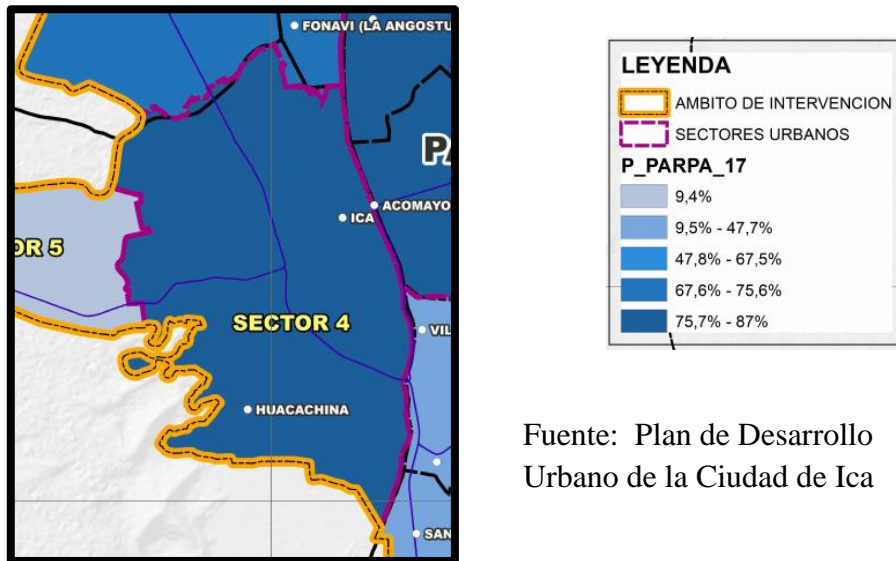 FONAVI (LA ANGOSTU
PA
ACOMAYO
ICA
OR 5
SECTOR 4
VIL
HUACACHINA
SAN
LEYENDA
AMBITO DE INTERVENCION
SECTORES URBANOS
P_PARPA_17
9,4%
9,5% - 47,7%
47,8% - 67,5%
67,6% - 75,6%
75,7% - 87%
Fuente: Plan de Desarrollo
Urbano de la Ciudad de Ica